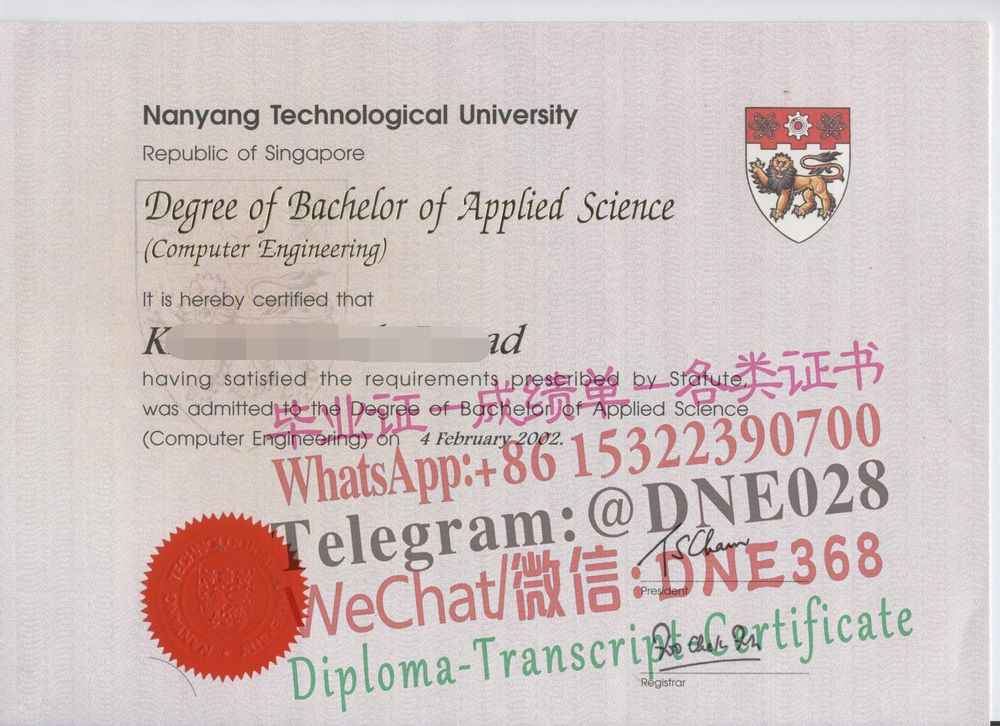 Nanyang Technological University
Republic of Singapore
Degree of Bachelor of Applied Science
(Computer Engineering)
It is hereby certified that
K ad
having satisfied the requirements prescribed by Statute,
was admitted to the Degree of Bachelor of Applied Science
(Computer Engineering) on 4 February 2002.
毕业证一成绩单一各类证书
WhatsApp:+86 15322390700
Telegram:@DNE028
WeChat/微信:DNE368
Diploma-Transcript-Certificate
President
Registrar